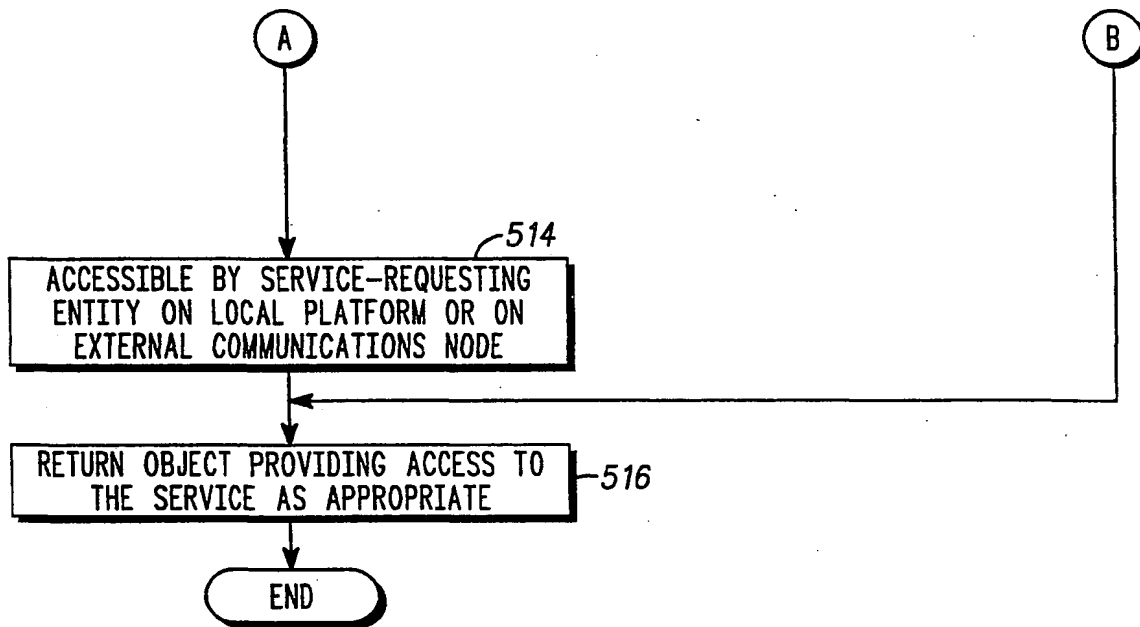 A
B
514
ACCESSIBLE BY SERVICE-REQUESTING
ENTITY ON LOCAL PLATFORM OR ON
EXTERNAL COMMUNICATIONS NODE
RETURN OBJECT PROVIDING ACCESS TO
THE SERVICE AS APPROPRIATE
516
END